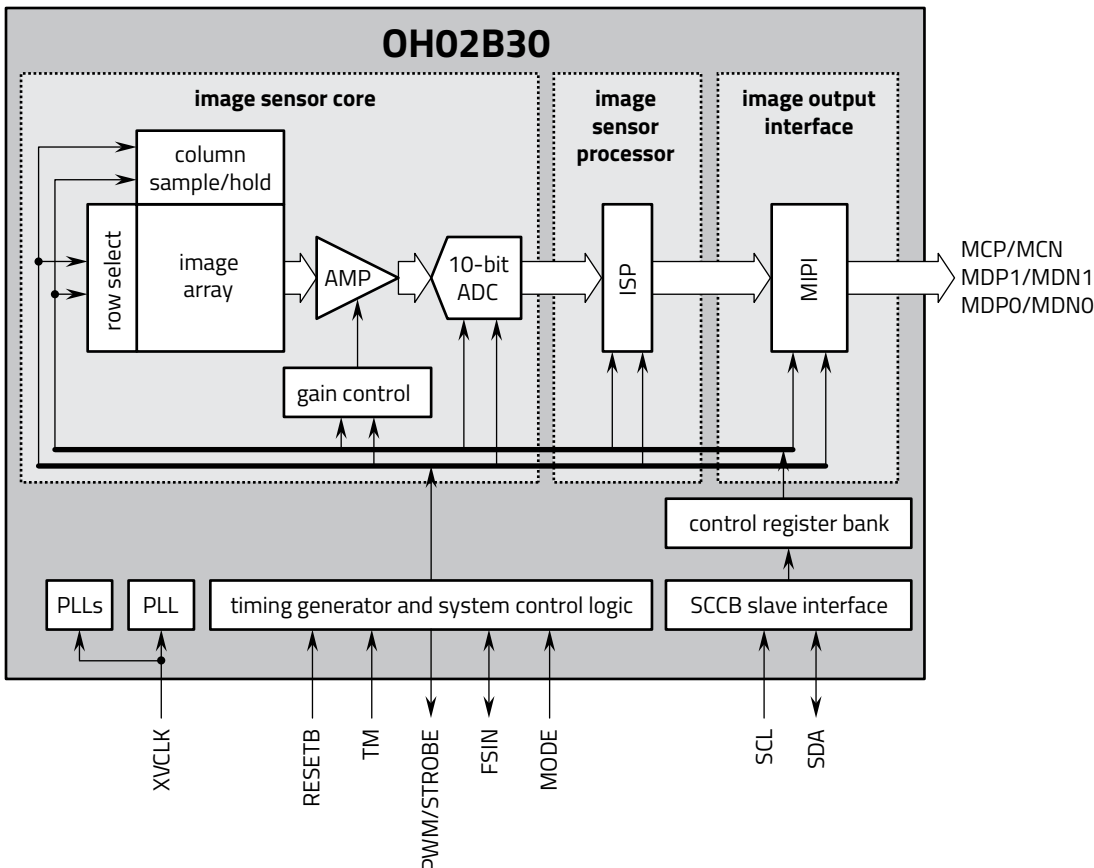 OH02B30
image sensor core
image
sensor
processor
image output
interface
column
sample/hold
row select
image
array
AMP
10-bit
ADC
ISP
MIPI
MCP/MCN
MDP1/MDN1
MDP0/MDN0
gain control
control register bank
PLLs
PLL
timing generator and system control logic
SCCB slave interface
XVCLK
RESETB
TM
PWM/STROBE
FSIN
MODE
SCL
SDA